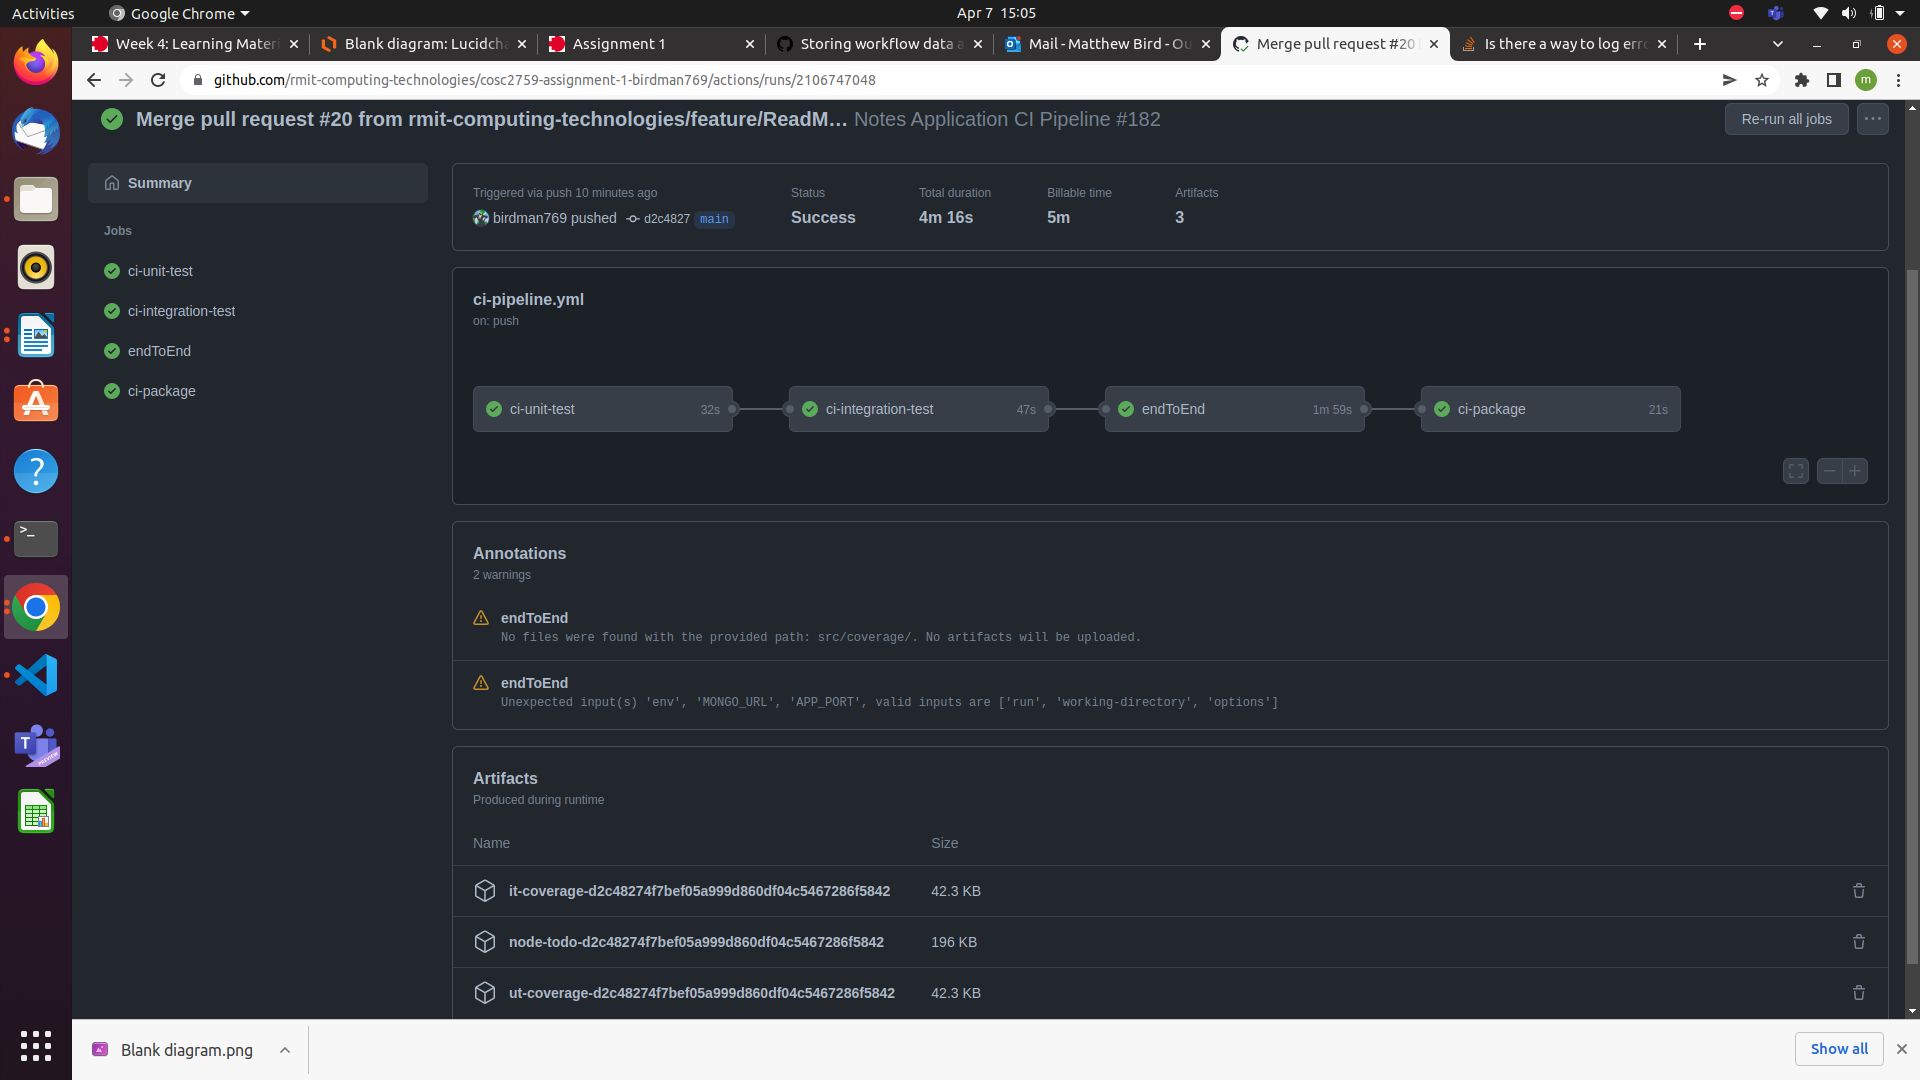 Activities
Google Chrome
Apr 7 15:05
Week 4: Learning Mater
Blank diagram: Lucidcha
Assignment 1
Storing workflow data a
Mail - Matthew Bird - Ou
Merge pull request #20
Is there a way to log erro
github.com/rmit-computing-technologies/cosc2759-assignment-1-birdman769/actions/runs/2106747048
m
Merge pull request #20 from rmit-computing-technologies/feature/ReadM... Notes Application CI Pipeline #182
Re-run all jobs
Summary
Jobs
ci-unit-test
ci-integration-test
endToEnd
ci-package
Triggered via push 10 minutes ago
birdman769 pushed d2c4827 main
Status
Success
Total duration
4m 16s
Billable time
5m
Artifacts
3
ci-pipeline.yml
on: push
ci-unit-test 32s
ci-integration-test 47s
endToEnd 1m 59s
ci-package 21s
Annotations
2 warnings
endToEnd
No files were found with the provided path: src/coverage/. No artifacts will be uploaded.
endToEnd
Unexpected input(s) 'env', 'MONGO_URL', 'APP_PORT', valid inputs are ['run', 'working-directory', 'options']
Artifacts
Produced during runtime
Name Size
it-coverage-d2c48274f7bef05a999d860df04c5467286f5842 42.3 KB
node-todo-d2c48274f7bef05a999d860df04c5467286f5842 196 KB
ut-coverage-d2c48274f7bef05a999d860df04c5467286f5842 42.3 KB
Blank diagram.png
Show all